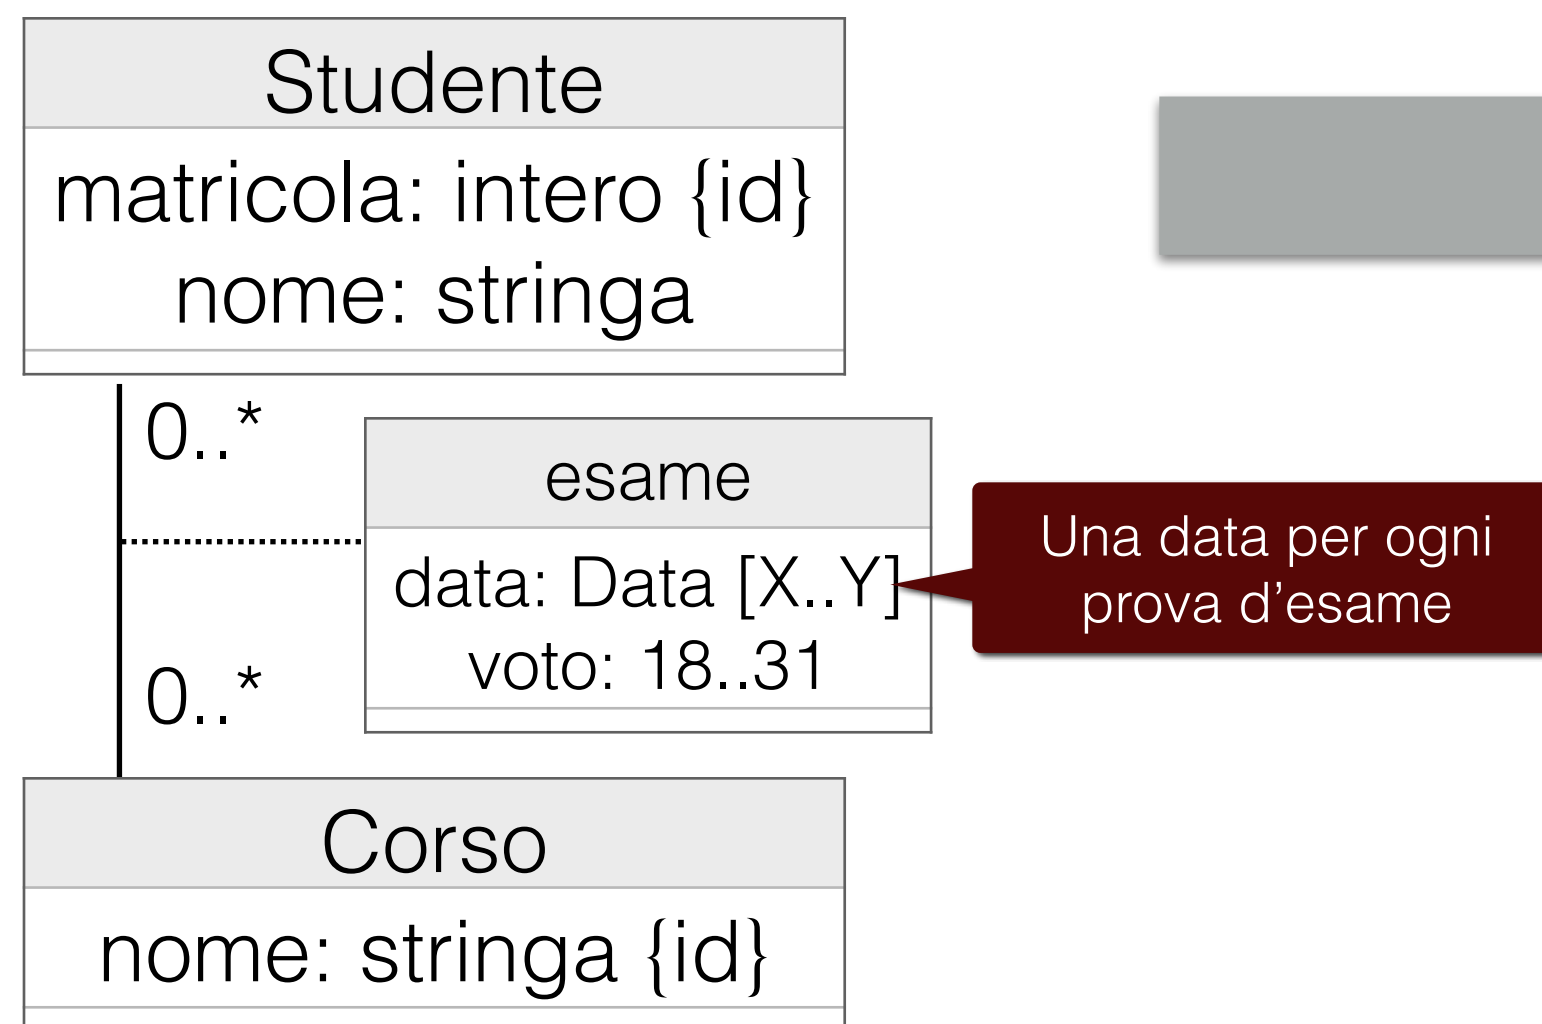 Studente
matricola: intero {id}
nome: stringa
0..*
esame
data: Data [X..Y]
voto: 18..31
Una data per ogni
prova d’esame
0..*
Corso
nome: stringa {id}